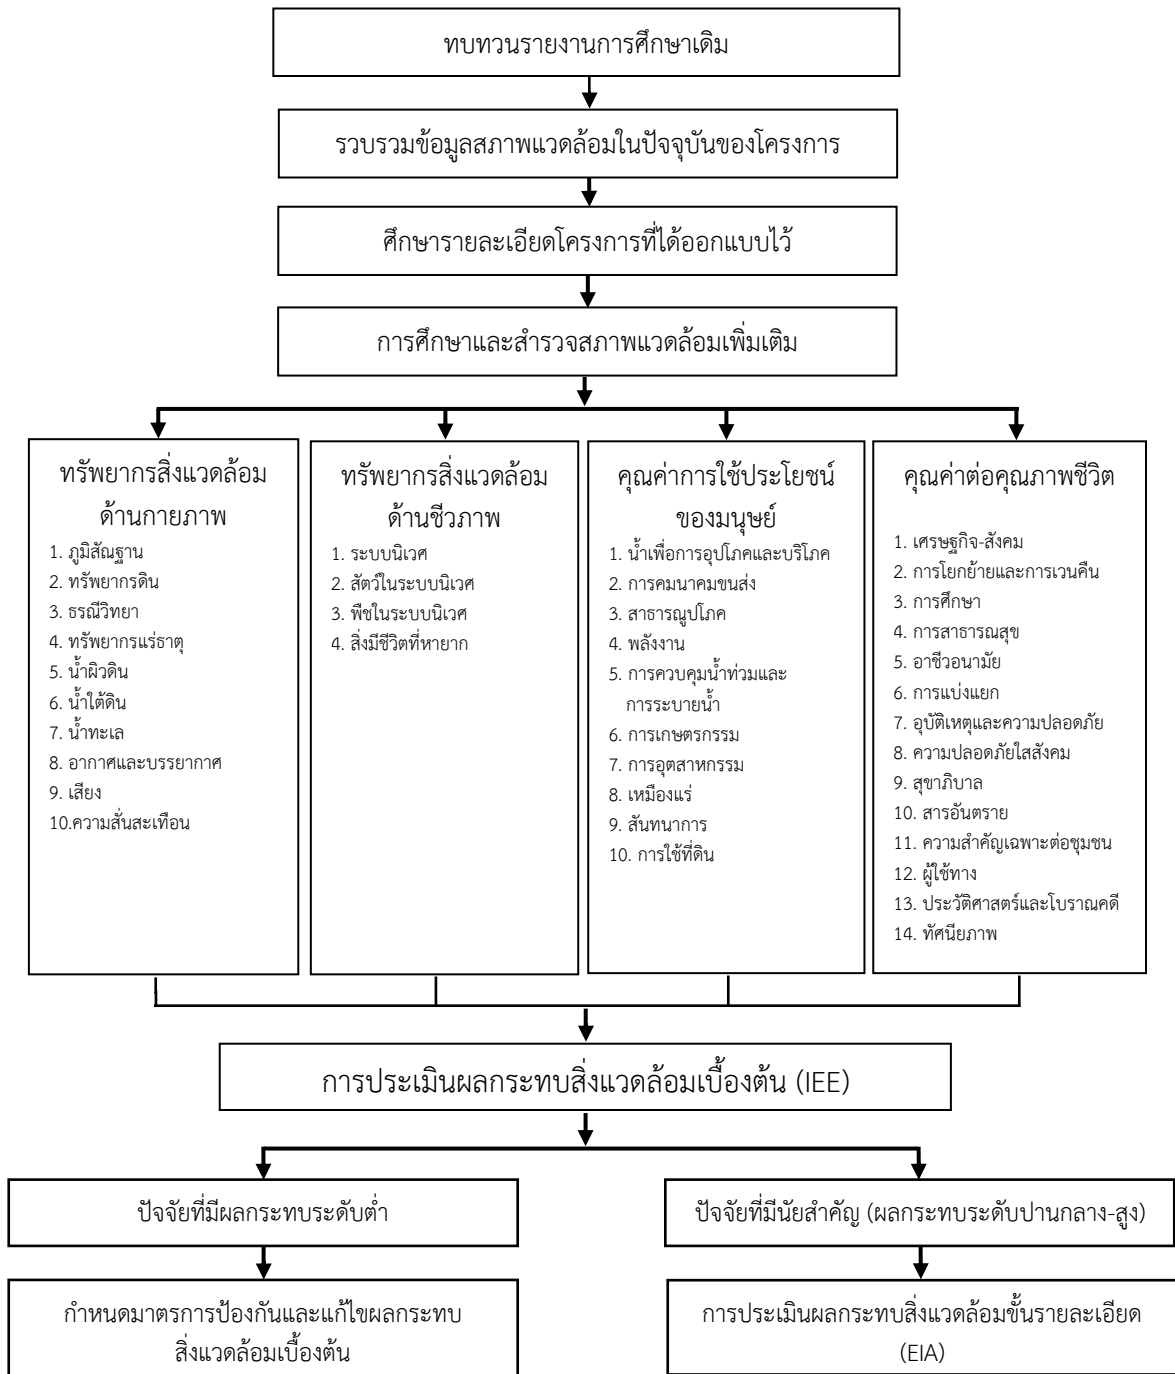 ทบทวนรายงานการศึกษาเดิม
รวบรวมข้อมูลสภาพแวดล้อมในปัจจุบันของโครงการ
ศึกษารายละเอียดโครงการที่ได้ออกแบบไว้
การศึกษาและสำรวจสภาพแวดล้อมเพิ่มเติม
ทรัพยากรสิ่งแวดล้อม
ด้านกายภาพ
1. ภูมิสัณฐาน
2. ทรัพยากรดิน
3. ธรณีวิทยา
4. ทรัพยากรแร่ธาตุ
5. น้ำผิวดิน
6. น้ำใต้ดิน
7. น้ำทะเล
8. อากาศและบรรยากาศ
9. เสียง
10.ความสั่นสะเทือน
ทรัพยากรสิ่งแวดล้อม
ด้านชีวภาพ
1. ระบบนิเวศ
2. สัตว์ในระบบนิเวศ
3. พืชในระบบนิเวศ
4. สิ่งมีชีวิตที่หายาก
คุณค่าการใช้ประโยชน์
ของมนุษย์
1. น้ำเพื่อการอุปโภคและบริโภค
2. การคมนาคมขนส่ง
3. สาธารณูปโภค
4. พลังงาน
5. การควบคุมน้ำท่วมและ
การระบายน้ำ
6. การเกษตรกรรม
7. การอุตสาหกรรม
8. เหมืองแร่
9. สันทนาการ
10. การใช้ที่ดิน
คุณค่าต่อคุณภาพชีวิต
1. เศรษฐกิจ-สังคม
2. การโยกย้ายและการเวนคืน
3. การศึกษา
4. การสาธารณสุข
5. อาชีวอนามัย
6. การแบ่งแยก
7. อุบัติเหตุและความปลอดภัย
8. ความปลอดภัยใสสังคม
9. สุขาภิบาล
10. สารอันตราย
11. ความสำคัญเฉพาะต่อชุมชน
12. ผู้ใช้ทาง
13. ประวัติศาสตร์และโบราณคดี
14. ทัศนียภาพ
การประเมินผลกระทบสิ่งแวดล้อมเบื้องต้น (IEE)
ปัจจัยที่มีผลกระทบระดับต่ำ
ปัจจัยที่มีนัยสำคัญ (ผลกระทบระดับปานกลาง-สูง)
กำหนดมาตรการป้องกันและแก้ไขผลกระทบ
สิ่งแวดล้อมเบื้องต้น
การประเมินผลกระทบสิ่งแวดล้อมขั้นรายละเอียด
(EIA)